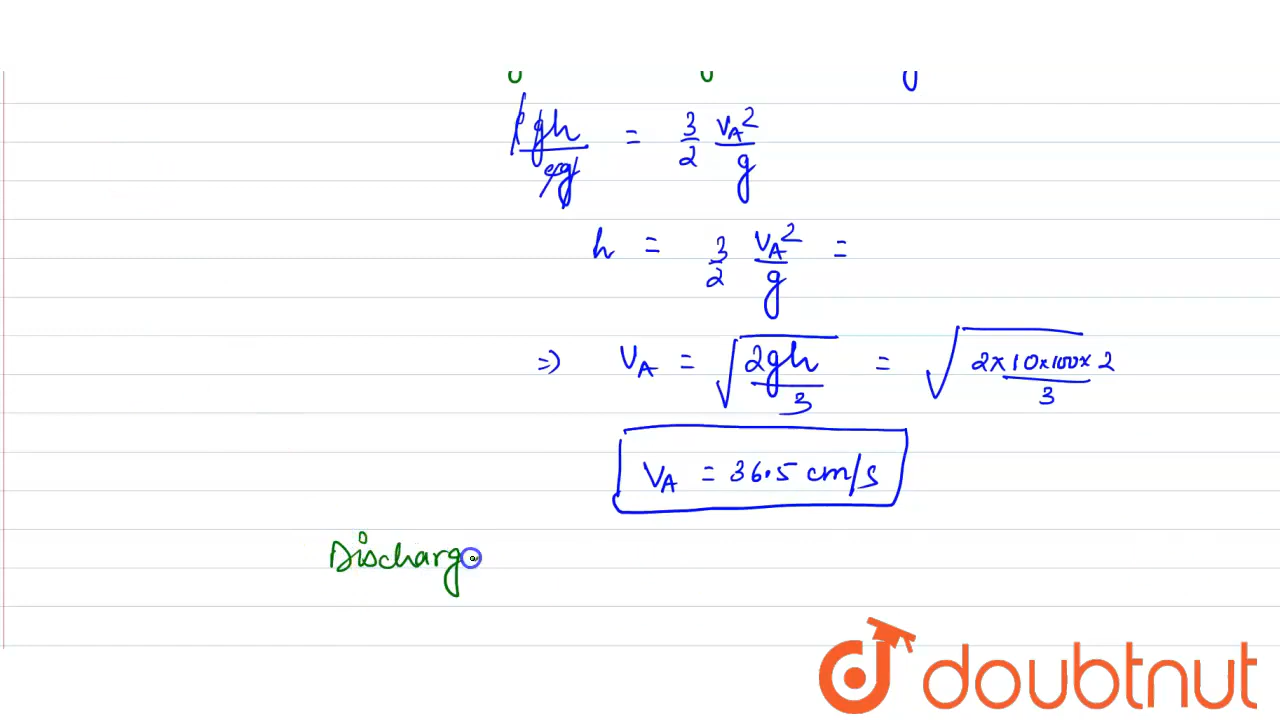 ρgh/ρg = 3/2 v_A²/g
h = 3/2 v_A²/g =
=> v_A = √(2gh/3) = √(2×10×100×2/3)
v_A = 36.5 cm/s
Discharg
doubtnut